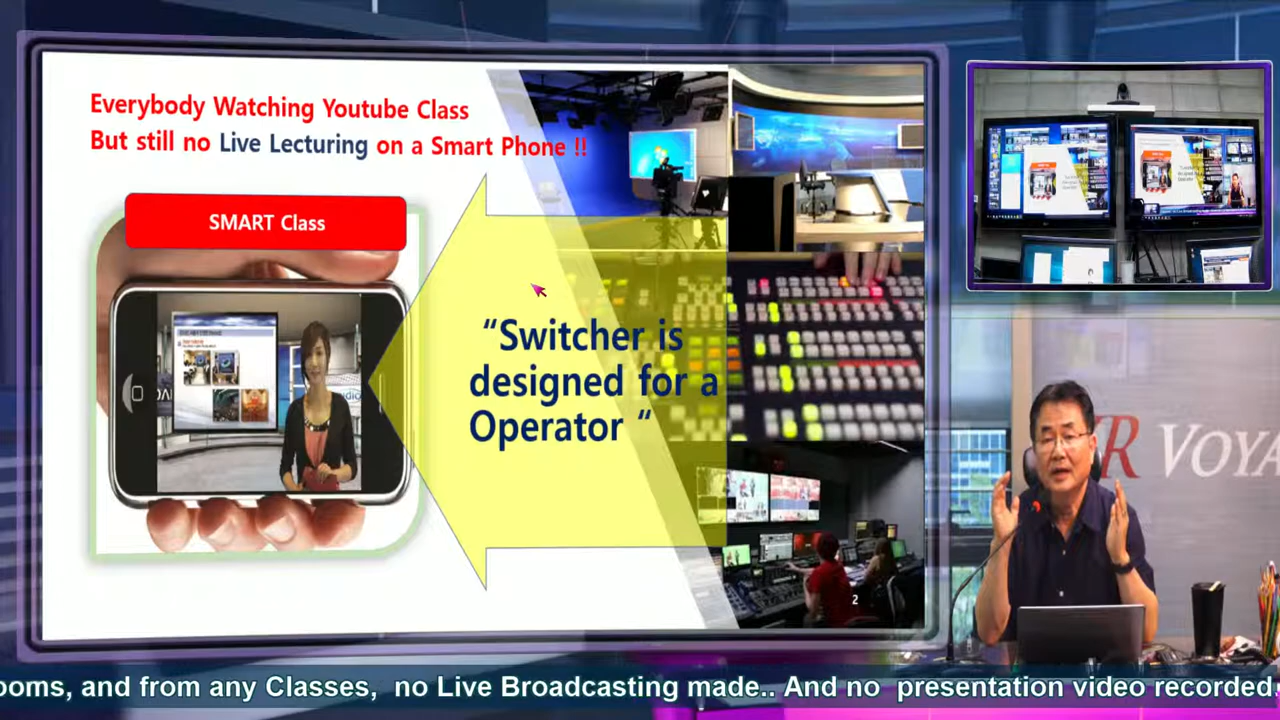 Everybody Watching Youtube Class
But still no Live Lecturing on a Smart Phone !!
SMART Class
“Switcher is
designed for a
Operator “
2
R VOYA
ooms, and from any Classes, no Live Broadcasting made.. And no presentation video recorded.